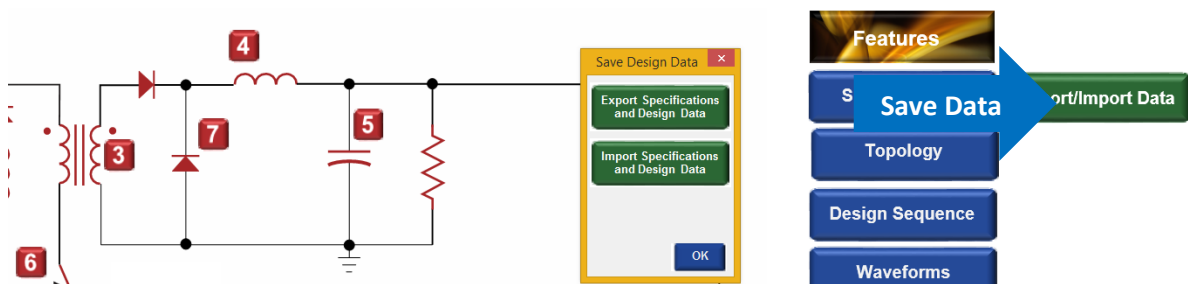 4
7
5
3
6
Save Design Data
Export Specifications
and Design Data
Import Specifications
and Design Data
OK
Features
S
Save Data
ort/Import Data
Topology
Design Sequence
Waveforms